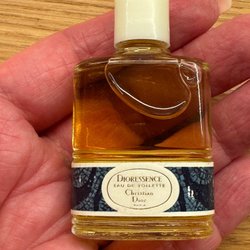 DIORESSENCE
EAU DE TOILETTE
Christian
Dior